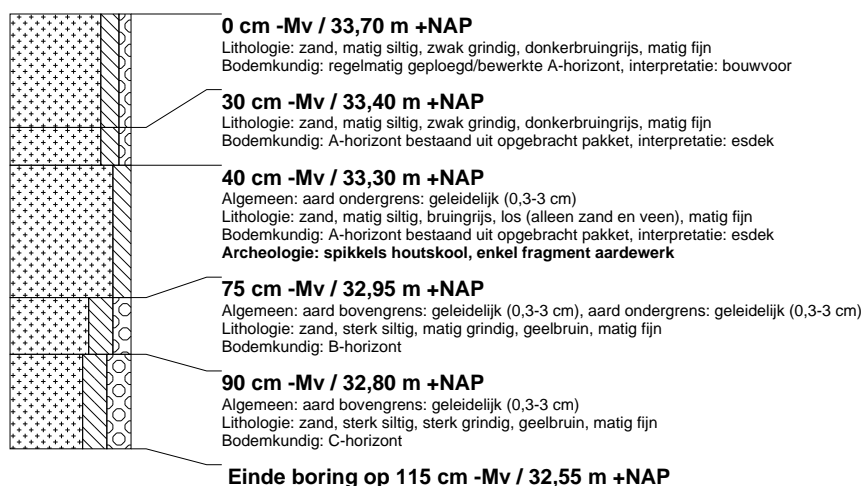 0 cm -Mv / 33,70 m +NAP
Lithologie: zand, matig siltig, zwak grindig, donkerbruingrijs, matig fijn
Bodemkundig: regelmatig geploegd/bewerkte A-horizont, interpretatie: bouwvoor
30 cm -Mv / 33,40 m +NAP
Lithologie: zand, matig siltig, zwak grindig, donkerbruingrijs, matig fijn
Bodemkundig: A-horizont bestaand uit opgebracht pakket, interpretatie: esdek
40 cm -Mv / 33,30 m +NAP
Algemeen: aard ondergrens: geleidelijk (0,3-3 cm)
Lithologie: zand, matig siltig, bruingrijs, los (alleen zand en veen), matig fijn
Bodemkundig: A-horizont bestaand uit opgebracht pakket, interpretatie: esdek
Archeologie: spikkels houtskool, enkel fragment aardewerk
75 cm -Mv / 32,95 m +NAP
Algemeen: aard bovengrens: geleidelijk (0,3-3 cm), aard ondergrens: geleidelijk (0,3-3 cm)
Lithologie: zand, sterk siltig, matig grindig, geelbruin, matig fijn
Bodemkundig: B-horizont
90 cm -Mv / 32,80 m +NAP
Algemeen: aard bovengrens: geleidelijk (0,3-3 cm)
Lithologie: zand, sterk siltig, sterk grindig, geelbruin, matig fijn
Bodemkundig: C-horizont
Einde boring op 115 cm -Mv / 32,55 m +NAP